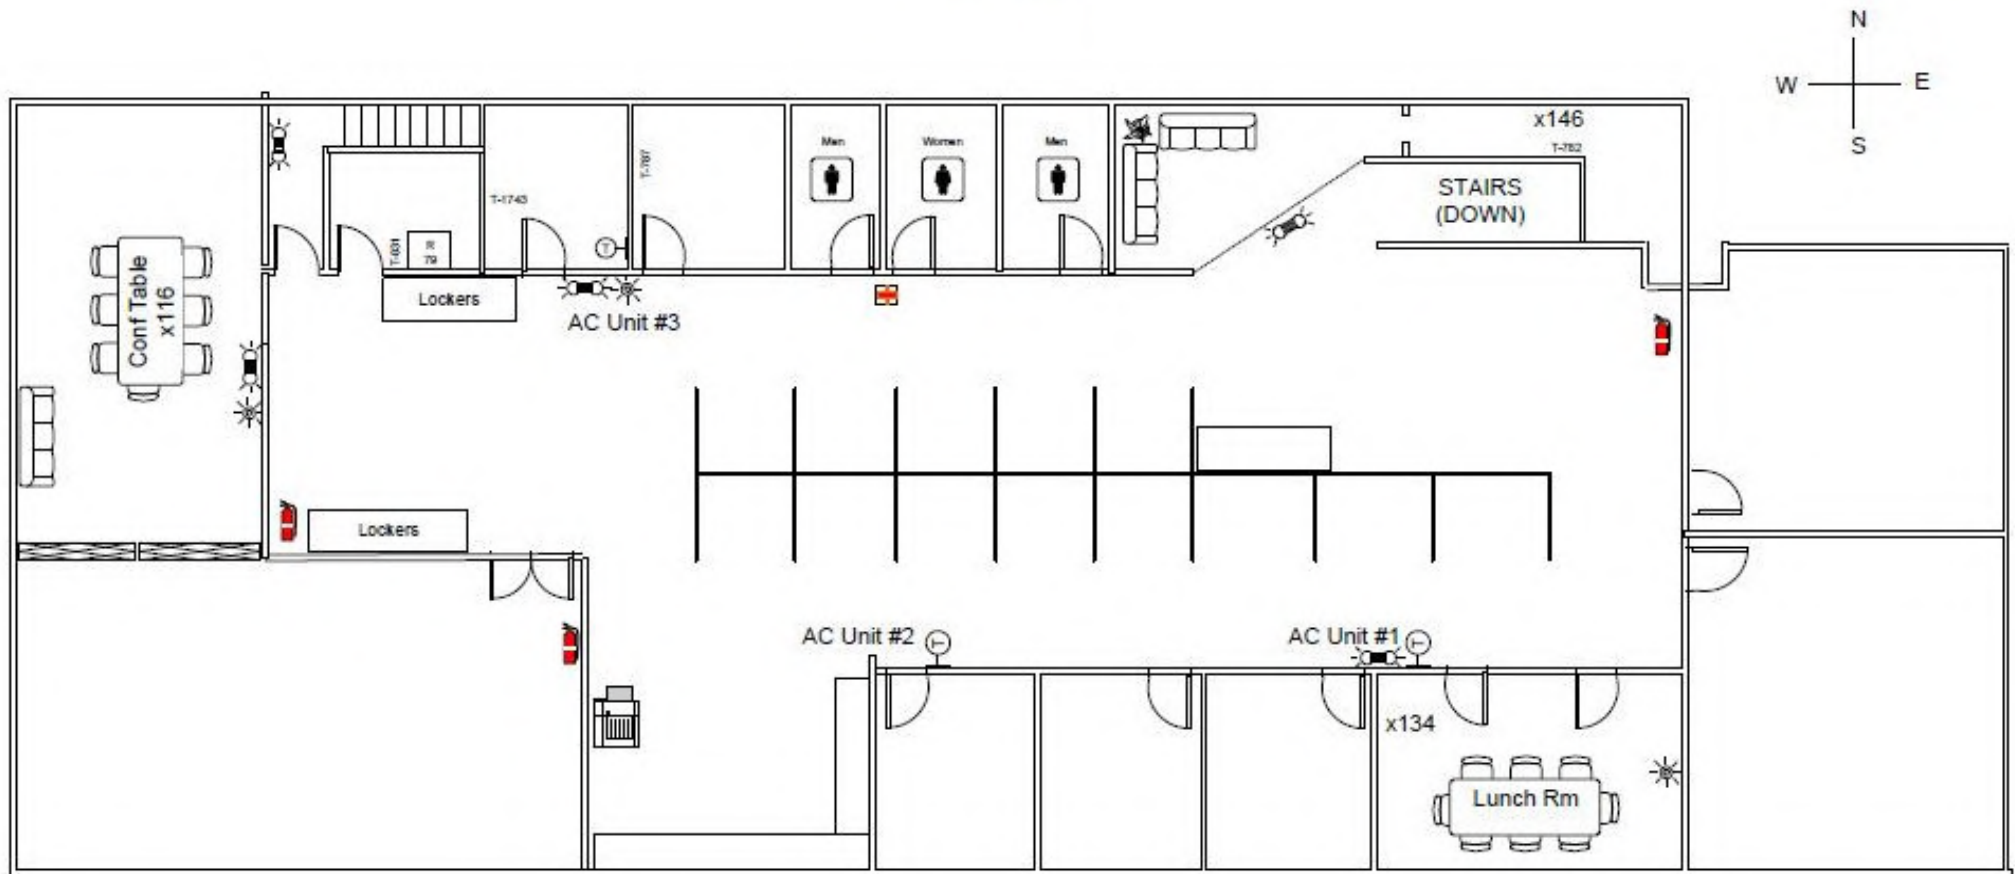 N
W
E
S
x146
T-782
STAIRS
(DOWN)
Men
Women
Men
T-787
T-1743
T
T-631
R
79
Lockers
AC Unit #3
Conf Table
x116
Lockers
AC Unit #2
T
AC Unit #1
T
x134
Lunch Rm